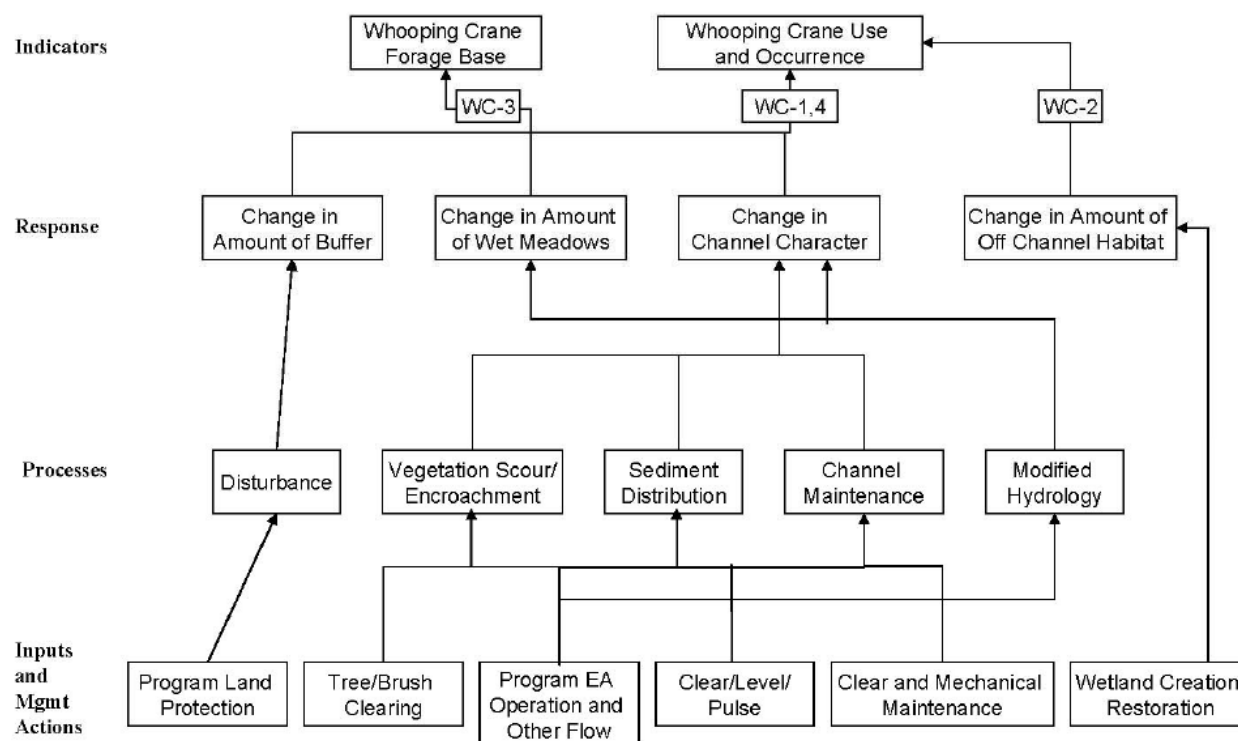 Indicators
Whooping Crane
Forage Base
Whooping Crane Use
and Occurrence
WC-3
WC-1,4
WC-2
Response
Change in
Amount of Buffer
Change in Amount
of Wet Meadows
Change in
Channel Character
Change in Amount of
Off Channel Habitat
Processes
Disturbance
Vegetation Scour/
Encroachment
Sediment
Distribution
Channel
Maintenance
Modified
Hydrology
Inputs
and
Mgmt
Actions
Program Land
Protection
Tree/Brush
Clearing
Program EA
Operation and
Other Flow
Clear/Level/
Pulse
Clear and Mechanical
Maintenance
Wetland Creation
Restoration